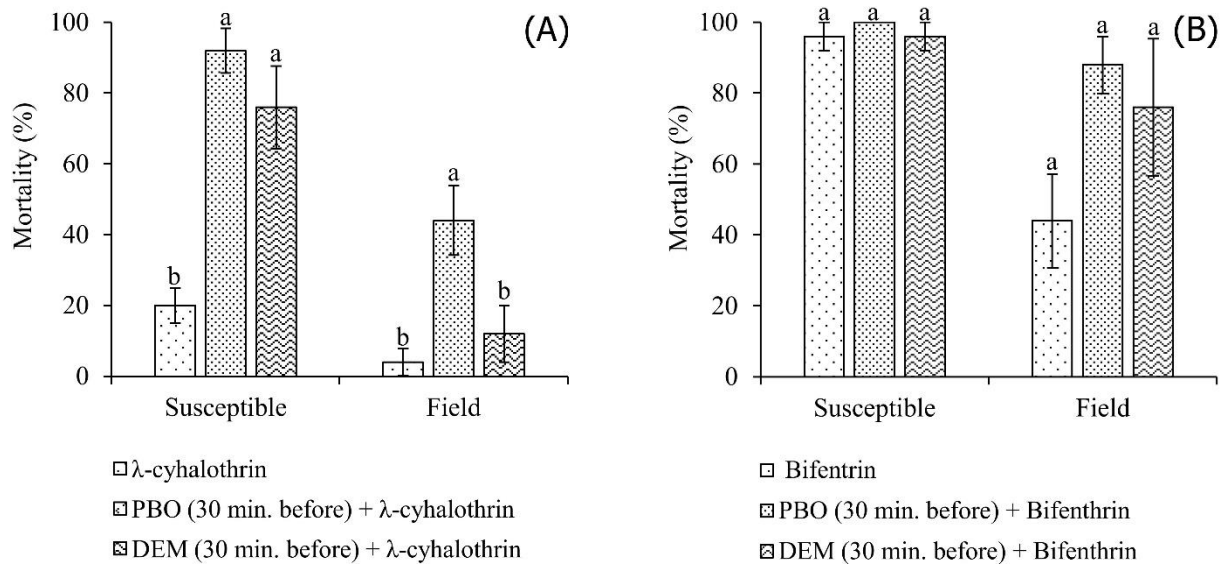 (A)
Mortality (%)
100
80
60
40
20
0
b
a
a
b
a
b
Susceptible
Field
λ-cyhalothrin
PBO (30 min. before) + λ-cyhalothrin
DEM (30 min. before) + λ-cyhalothrin
(B)
Mortality (%)
100
80
60
40
20
0
a
a
a
a
a
a
Susceptible
Field
Bifentrin
PBO (30 min. before) + Bifenthrin
DEM (30 min. before) + Bifenthrin